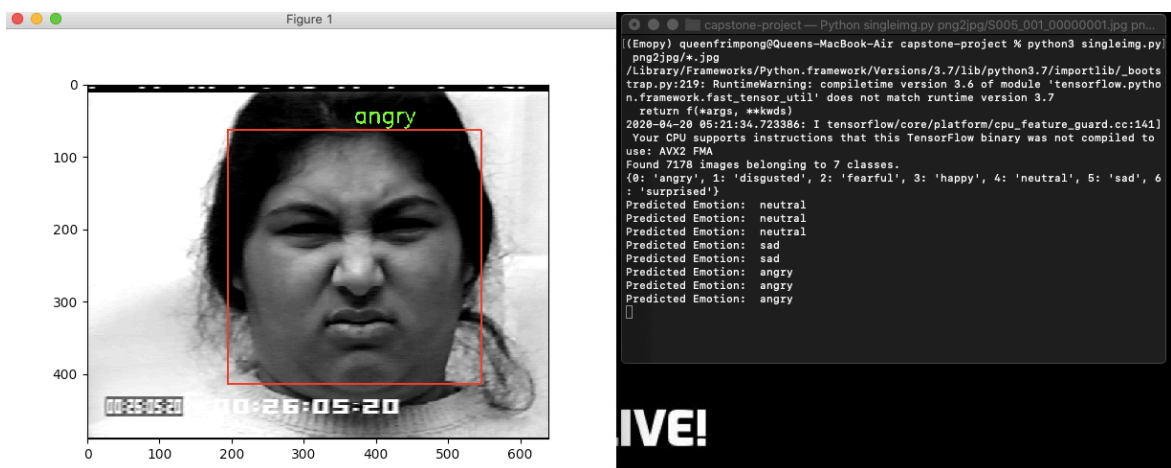 Figure 1
angry
0
100
200
300
400
00:26:05:20
00:26:05:20
0
100
200
300
400
500
600
capstone-project — Python singleimg.py png2jpg/S005_001_00000001.jpg pn...
[(Emopy) queenfrimpong@Queens-MacBook-Air capstone-project % python3 singleimg.py]
png2jpg/*.jpg
/Library/Frameworks/Python.framework/Versions/3.7/lib/python3.7/importlib/_boots
trap.py:219: RuntimeWarning: compiletime version 3.6 of module 'tensorflow.pytho
n.framework.fast_tensor_util' does not match runtime version 3.7
return f(*args, **kwds)
2020-04-20 05:21:34.723386: I tensorflow/core/platform/cpu_feature_guard.cc:141]
Your CPU supports instructions that this TensorFlow binary was not compiled to
use: AVX2 FMA
Found 7178 images belonging to 7 classes.
{0: 'angry', 1: 'disgusted', 2: 'fearful', 3: 'happy', 4: 'neutral', 5: 'sad', 6
: 'surprised'}
Predicted Emotion:  neutral
Predicted Emotion:  neutral
Predicted Emotion:  neutral
Predicted Emotion:  sad
Predicted Emotion:  sad
Predicted Emotion:  angry
Predicted Emotion:  angry
Predicted Emotion:  angry
IVE!